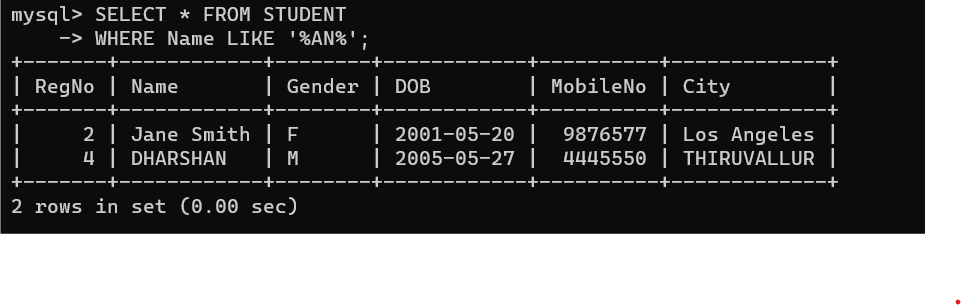 mysql> SELECT * FROM STUDENT
    -> WHERE Name LIKE '%AN%';
+-------+------------+--------+------------+----------+-------------+
| RegNo | Name       | Gender | DOB        | MobileNo | City        |
+-------+------------+--------+------------+----------+-------------+
|     2 | Jane Smith | F      | 2001-05-20 |  9876577 | Los Angeles |
|     4 | DHARSHAN   | M      | 2005-05-27 |  4445550 | THIRUVALLUR |
+-------+------------+--------+------------+----------+-------------+
2 rows in set (0.00 sec)